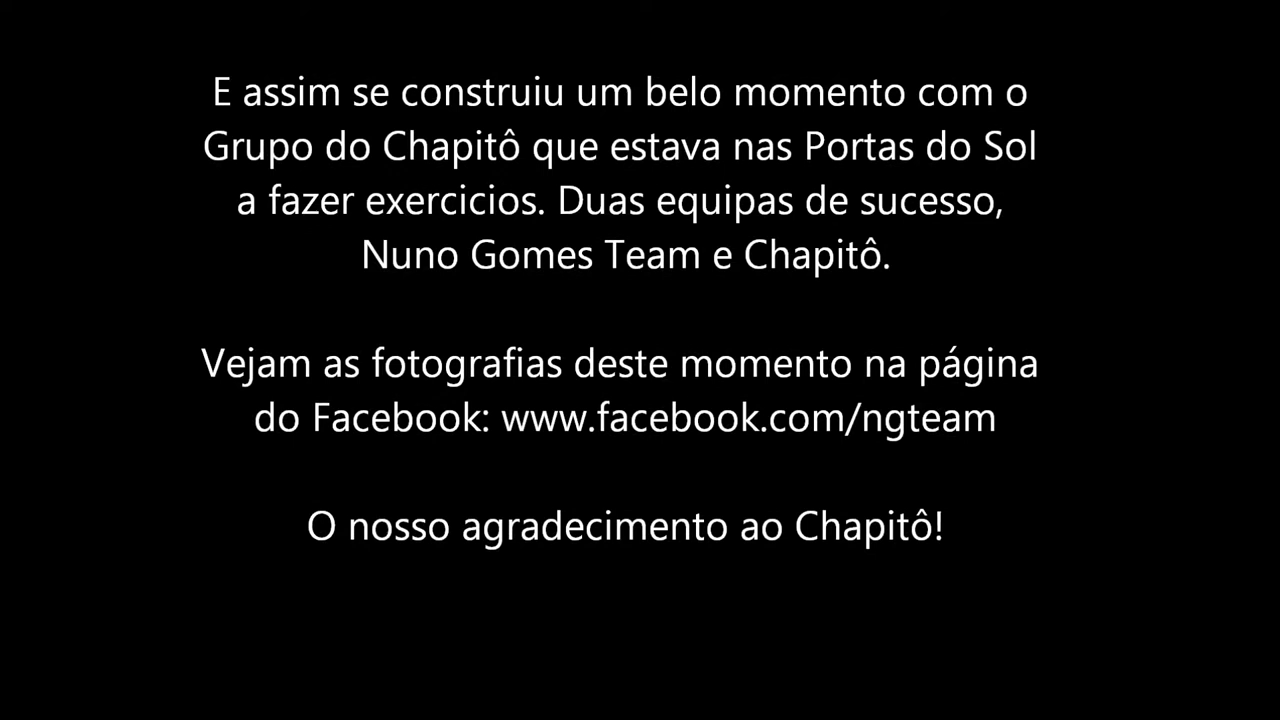 E assim se construiu um belo momento com o
Grupo do Chapitô que estava nas Portas do Sol
a fazer exercicios. Duas equipas de sucesso,
Nuno Gomes Team e Chapitô.
Vejam as fotografias deste momento na página
do Facebook: www.facebook.com/ngteam
O nosso agradecimento ao Chapitô!